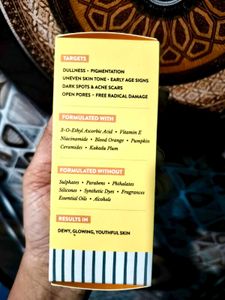 TARGETS
DULLNESS • PIGMENTATION
UNEVEN SKIN TONE • EARLY AGE SIGNS
DARK SPOTS & ACNE SCARS
OPEN PORES • FREE RADICAL DAMAGE
FORMULATED WITH
3-O-Ethyl Ascorbic Acid • Vitamin E
Niacinamide • Blood Orange • Pumpkin
Ceramides • Kakadu Plum
FORMULATED WITHOUT
Sulphates • Parabens • Phthalates
Silicones • Synthetic Dyes • Fragrances
Essential Oils • Alcohols
RESULTS IN
DEWY, GLOWING, YOUTHFUL SKIN